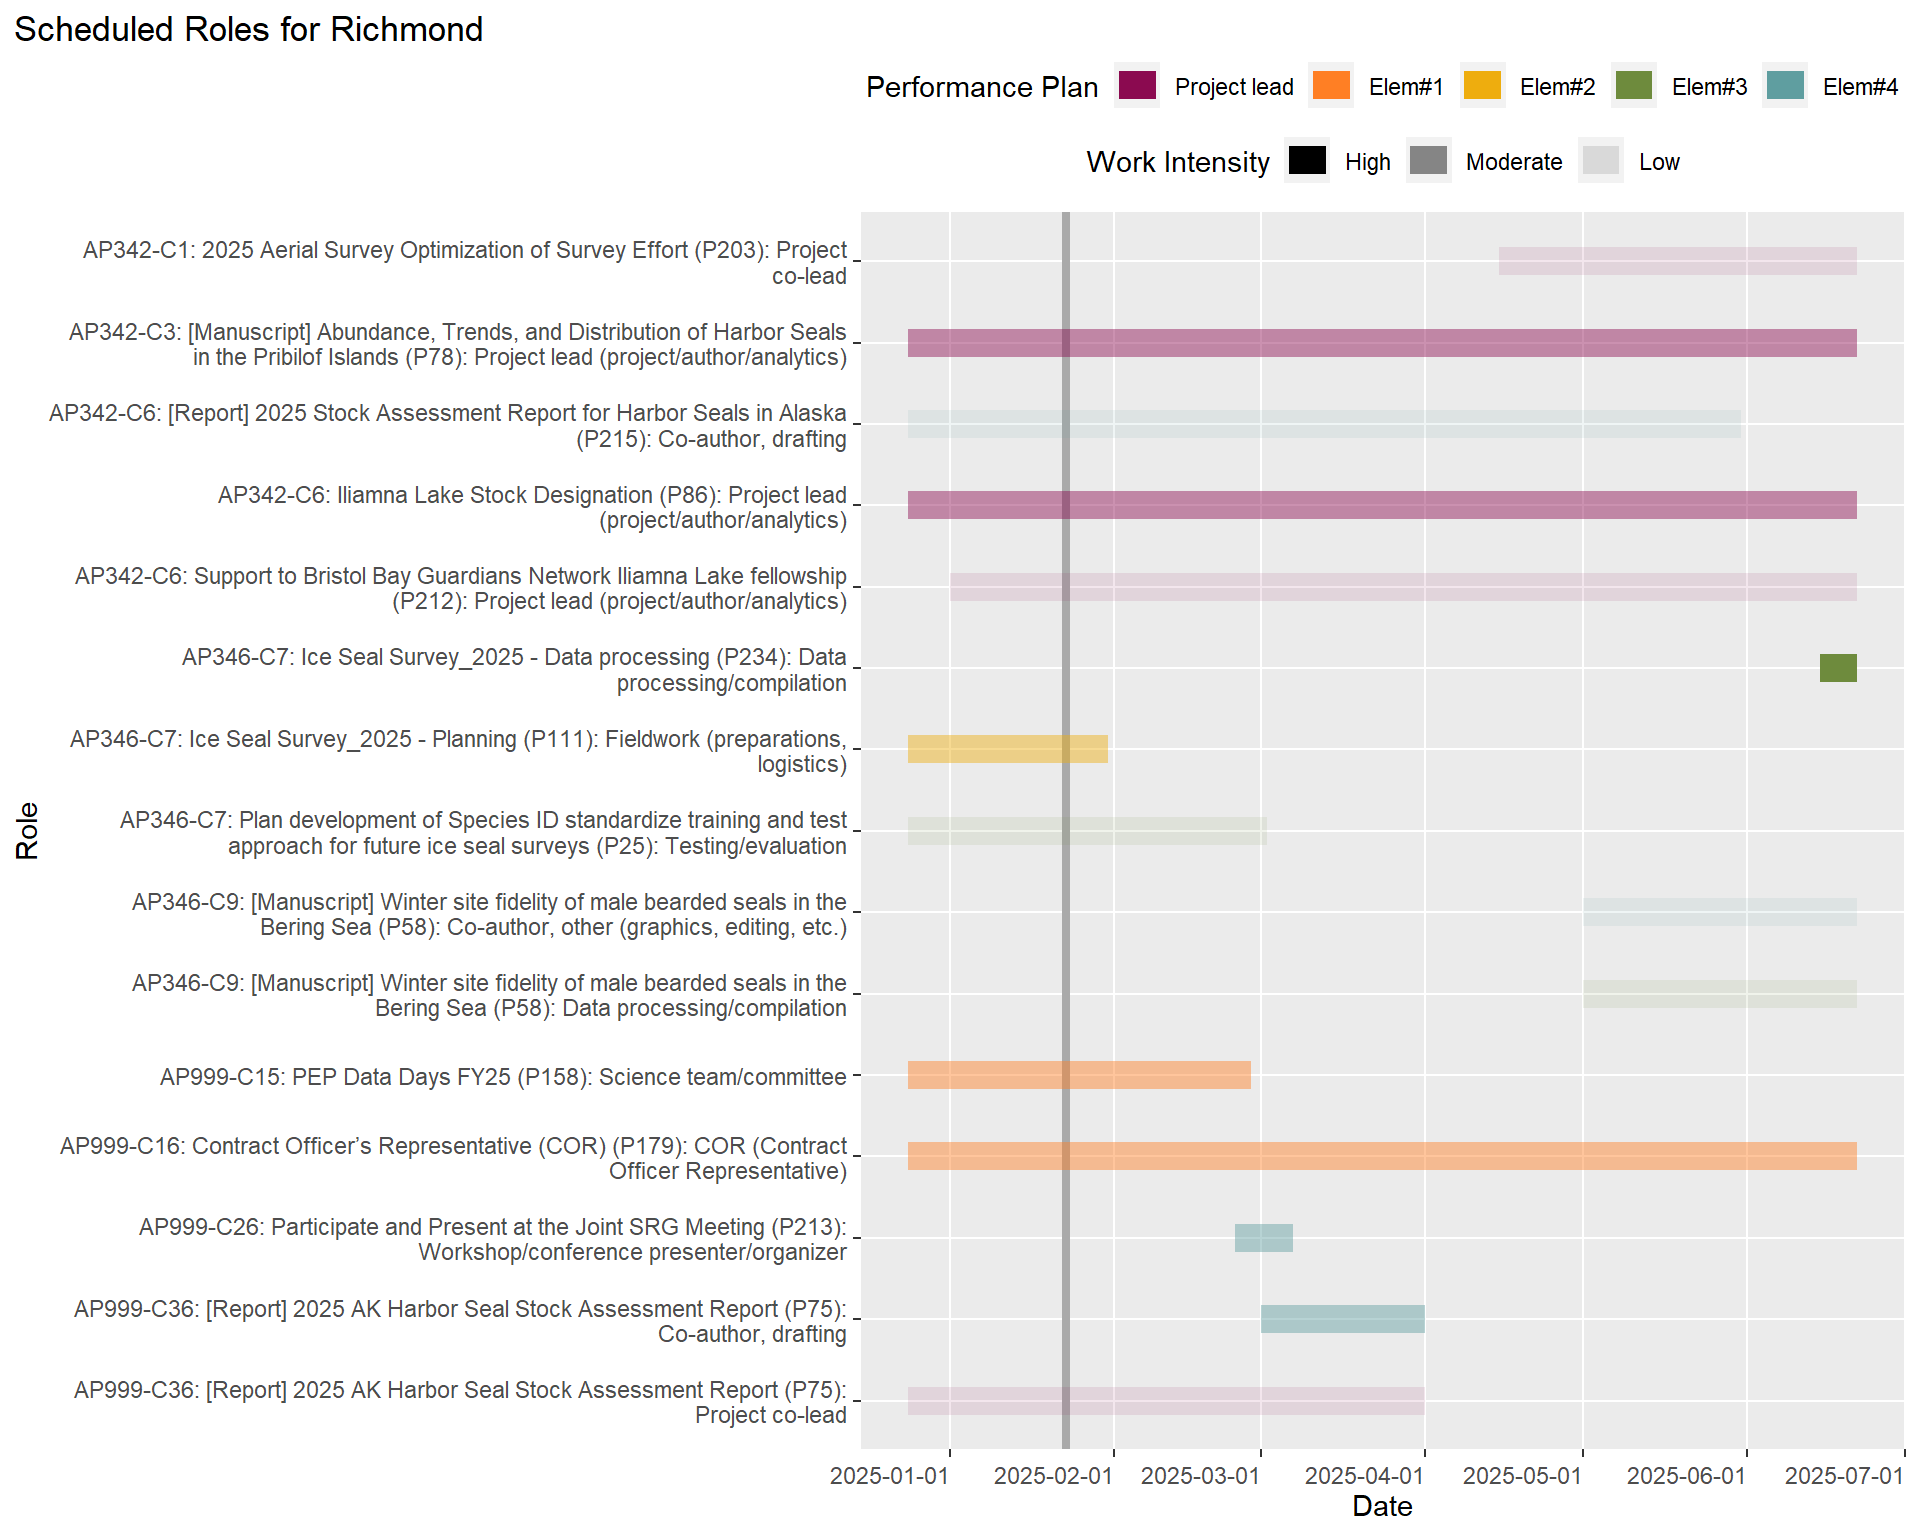 Scheduled Roles for Richmond
Performance Plan Project lead Elem#1 Elem#2 Elem#3 Elem#4
Work Intensity High Moderate Low
AP342-C1: 2025 Aerial Survey Optimization of Survey Effort (P203): Project
co-lead
AP342-C3: [Manuscript] Abundance, Trends, and Distribution of Harbor Seals
in the Pribilof Islands (P78): Project lead (project/author/analytics)
AP342-C6: [Report] 2025 Stock Assessment Report for Harbor Seals in Alaska
(P215): Co-author, drafting
AP342-C6: Iliamna Lake Stock Designation (P86): Project lead
(project/author/analytics)
AP342-C6: Support to Bristol Bay Guardians Network Iliamna Lake fellowship
(P212): Project lead (project/author/analytics)
AP346-C7: Ice Seal Survey_2025 - Data processing (P234): Data
processing/compilation
AP346-C7: Ice Seal Survey_2025 - Planning (P111): Fieldwork (preparations,
logistics)
AP346-C7: Plan development of Species ID standardize training and test
approach for future ice seal surveys (P25): Testing/evaluation
AP346-C9: [Manuscript] Winter site fidelity of male bearded seals in the
Bering Sea (P58): Co-author, other (graphics, editing, etc.)
AP346-C9: [Manuscript] Winter site fidelity of male bearded seals in the
Bering Sea (P58): Data processing/compilation
AP999-C15: PEP Data Days FY25 (P158): Science team/committee
AP999-C16: Contract Officer’s Representative (COR) (P179): COR (Contract
Officer Representative)
AP999-C26: Participate and Present at the Joint SRG Meeting (P213):
Workshop/conference presenter/organizer
AP999-C36: [Report] 2025 AK Harbor Seal Stock Assessment Report (P75):
Co-author, drafting
AP999-C36: [Report] 2025 AK Harbor Seal Stock Assessment Report (P75):
Project co-lead
Role
2025-01-01 2025-02-01 2025-03-01 2025-04-01 2025-05-01 2025-06-01 2025-07-01
Date